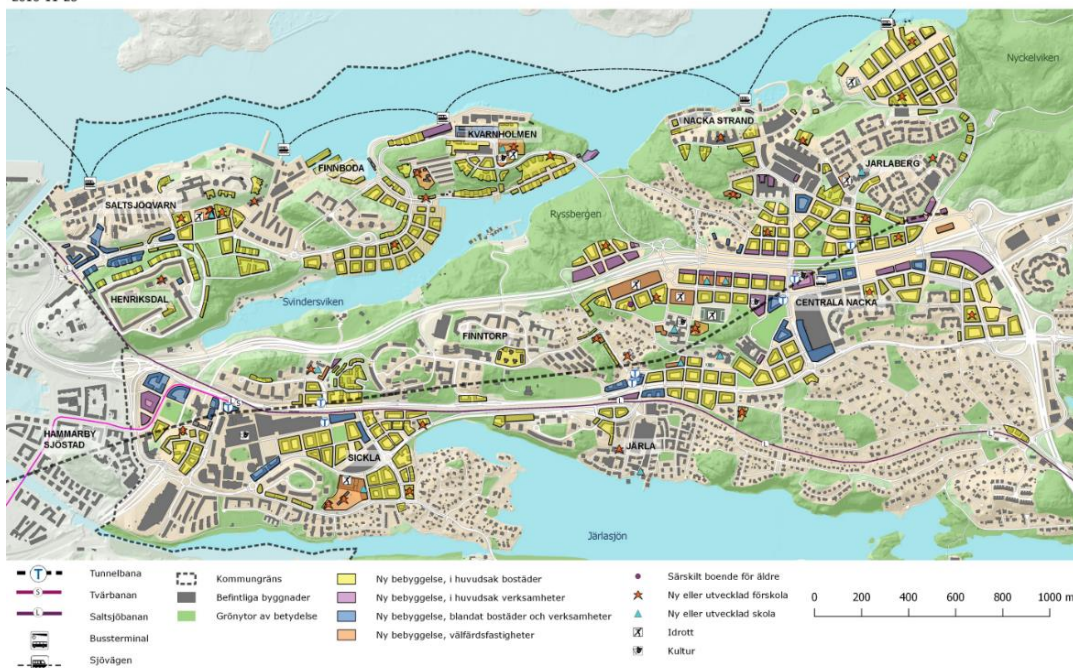 Nyckelviken
NACKA STRAND
KVARNHOLMEN
FINNBODA
JARLABERG
SALTSJÖQVARN
Ryssbergen
HENRIKSDAL
Svindersviken
CENTRALA NACKA
FINNTORP
HAMMARBY
SJÖSTAD
SICKLA
JÄRLA
Järlasjön
Tunnelbana
Tvärbanan
Saltsjöbanan
Bussterminal
Sjövägen
Kommungräns
Befintliga byggnader
Grönytor av betydelse
Ny bebyggelse, i huvudsak bostäder
Ny bebyggelse, i huvudsak verksamheter
Ny bebyggelse, blandat bostäder och verksamheter
Ny bebyggelse, välfärdsfastigheter
Särskilt boende för äldre
Ny eller utvecklad förskola
Ny eller utvecklad skola
Idrott
Kultur
0 200 400 600 800 1000 m